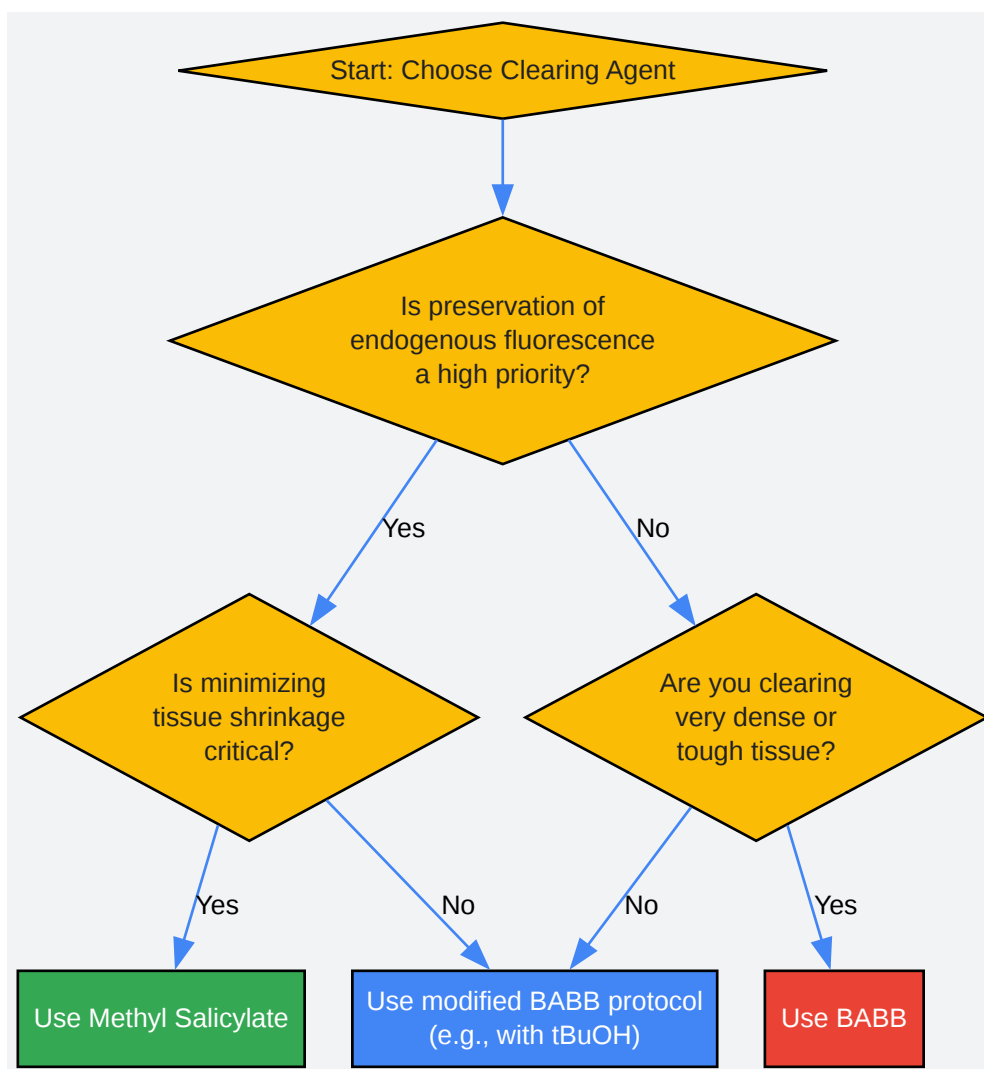 Start: Choose Clearing Agent
Is preservation of
endogenous fluorescence
a high priority?
Yes
No
Is minimizing
tissue shrinkage
critical?
Are you clearing
very dense or
tough tissue?
Yes
No
No
Yes
Use Methyl Salicylate
Use modified BABB protocol
(e.g., with tBuOH)
Use BABB